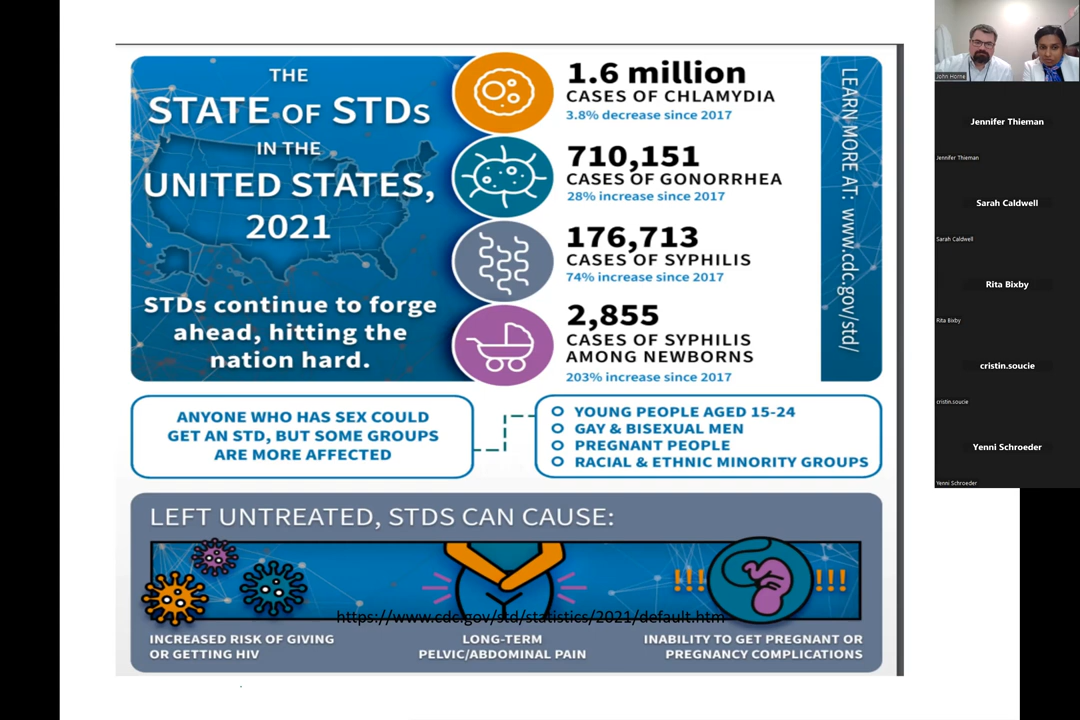 THE
STATE OF STDs
IN THE
UNITED STATES,
2021
STDs continue to forge
ahead, hitting the
nation hard.
1.6 million
CASES OF CHLAMYDIA
3.8% decrease since 2017
710,151
CASES OF GONORRHEA
28% increase since 2017
176,713
CASES OF SYPHILIS
74% increase since 2017
2,855
CASES OF SYPHILIS
AMONG NEWBORNS
203% increase since 2017
LEARN MORE AT: www.cdc.gov/std/
ANYONE WHO HAS SEX COULD
GET AN STD, BUT SOME GROUPS
ARE MORE AFFECTED
YOUNG PEOPLE AGED 15-24
GAY & BISEXUAL MEN
PREGNANT PEOPLE
RACIAL & ETHNIC MINORITY GROUPS
LEFT UNTREATED, STDS CAN CAUSE:
!!! !!!
https://www.cdc.gov/std/statistics/2021/default.htm
INCREASED RISK OF GIVING
OR GETTING HIV
LONG-TERM
PELVIC/ABDOMINAL PAIN
INABILITY TO GET PREGNANT OR
PREGNANCY COMPLICATIONS
John Horne
Jennifer Thieman
Jennifer Thieman
Sarah Caldwell
Sarah Caldwell
Rita Bixby
Rita Bixby
cristin.soucie
cristin.soucie
Yenni Schroeder
Yenni Schroeder